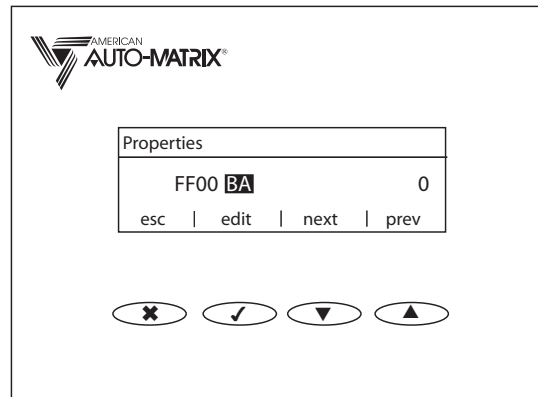 AMERICAN
AUTO-MATRIX®
Properties
FF00 BA 0
esc | edit | next | prev